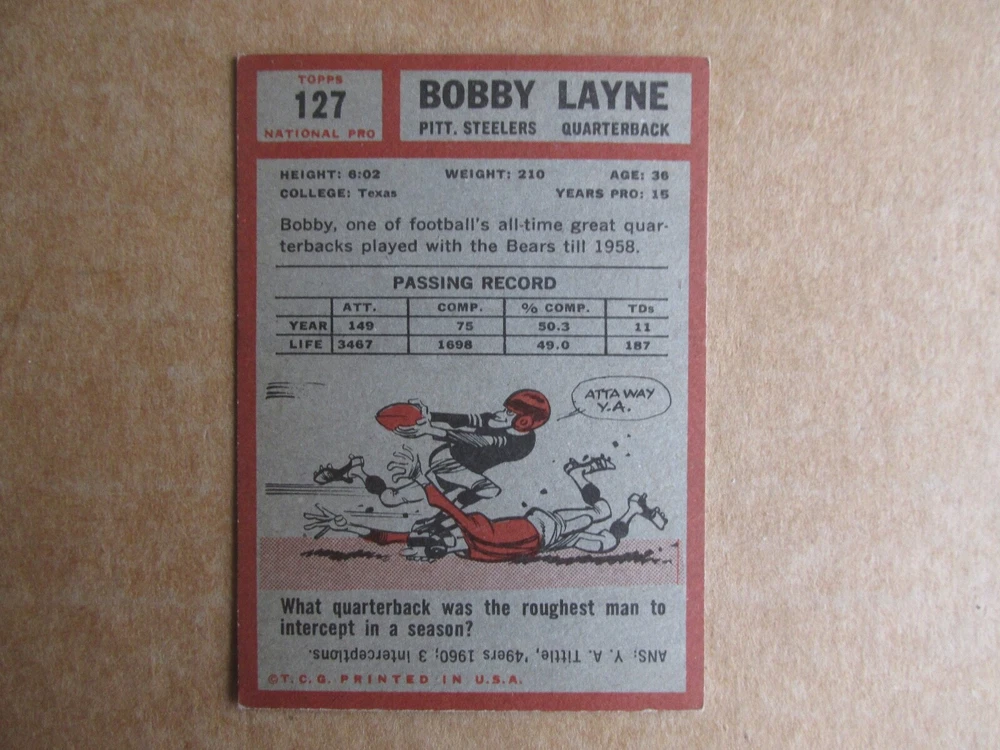 TOPPS
127
NATIONAL PRO
BOBBY LAYNE
PITT. STEELERS QUARTERBACK
HEIGHT: 6:02 WEIGHT: 210 AGE: 36
COLLEGE: Texas YEARS PRO: 15
Bobby, one of football's all-time great quar-
terbacks played with the Bears till 1958.
PASSING RECORD
ATT. COMP. % COMP. TDs
YEAR 149 75 50.3 11
LIFE 3467 1698 49.0 187
ATTA WAY
Y.A.
What quarterback was the roughest man to
intercept in a season?
ANS; Y. A. Tittle, '49ers 1960; 3 interceptions.
©T.C.G. PRINTED IN U.S.A.